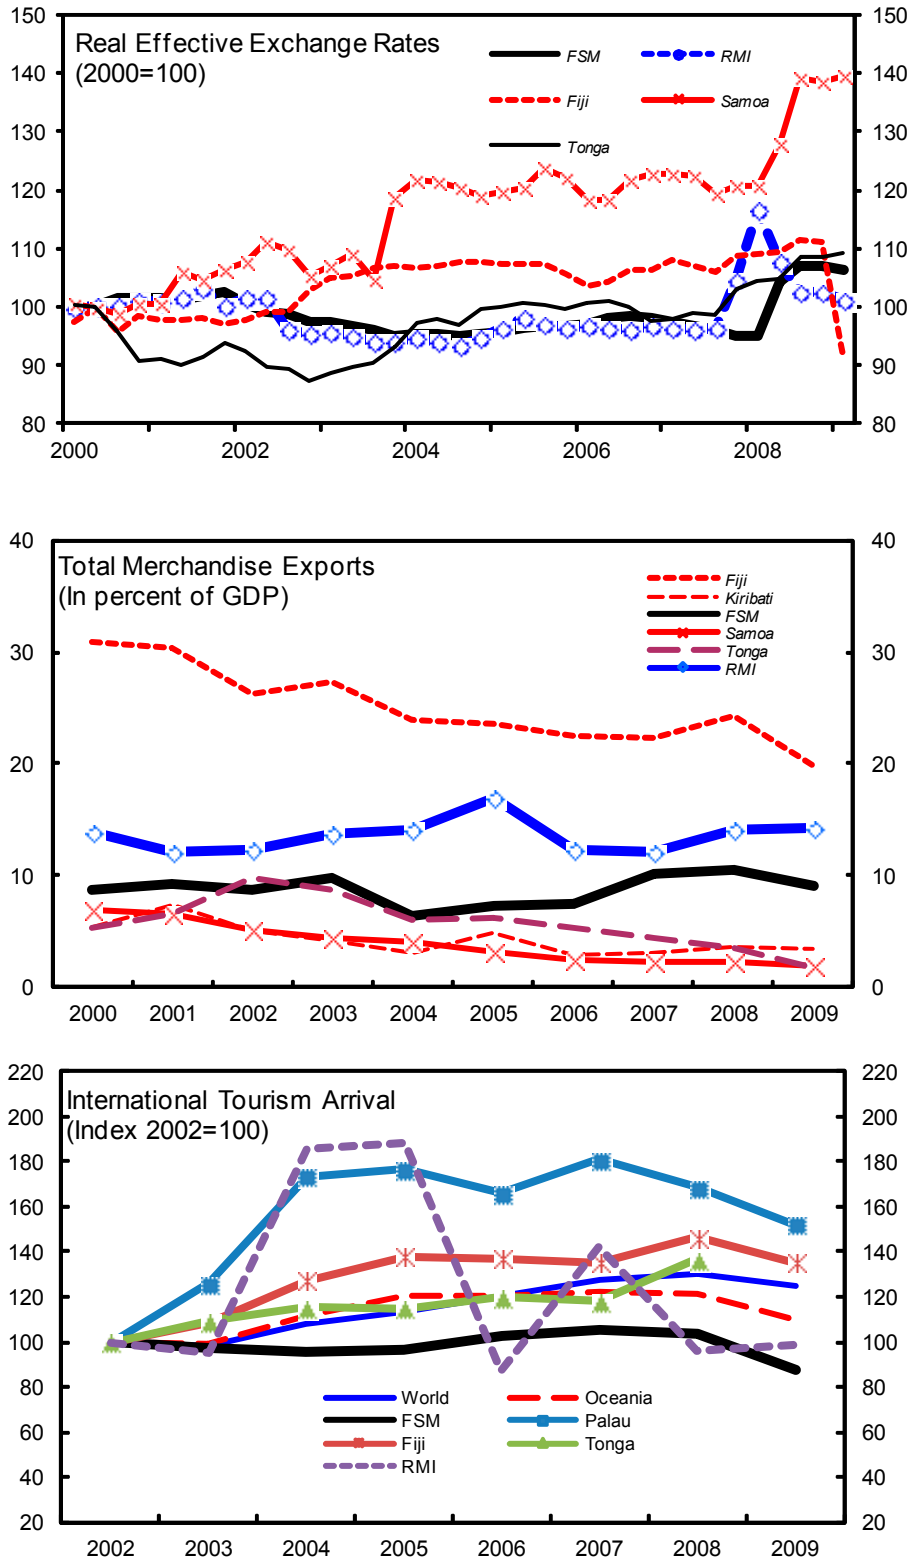 Real Effective Exchange Rates
(2000=100)
FSM RMI
Fiji Samoa
Tonga
150 150
140 140
130 130
120 120
110 110
100 100
90 90
80 80
2000 2002 2004 2006 2008
Total Merchandise Exports
(In percent of GDP)
Fiji
Kiribati
FSM
Samoa
Tonga
RMI
40 40
30 30
20 20
10 10
0 0
2000 2001 2002 2003 2004 2005 2006 2007 2008 2009
International Tourism Arrival
(Index 2002=100)
220 220
200 200
180 180
160 160
140 140
120 120
100 100
80 80
60 60
40 40
20 20
World Oceania
FSM Palau
Fiji Tonga
RMI
2002 2003 2004 2005 2006 2007 2008 2009